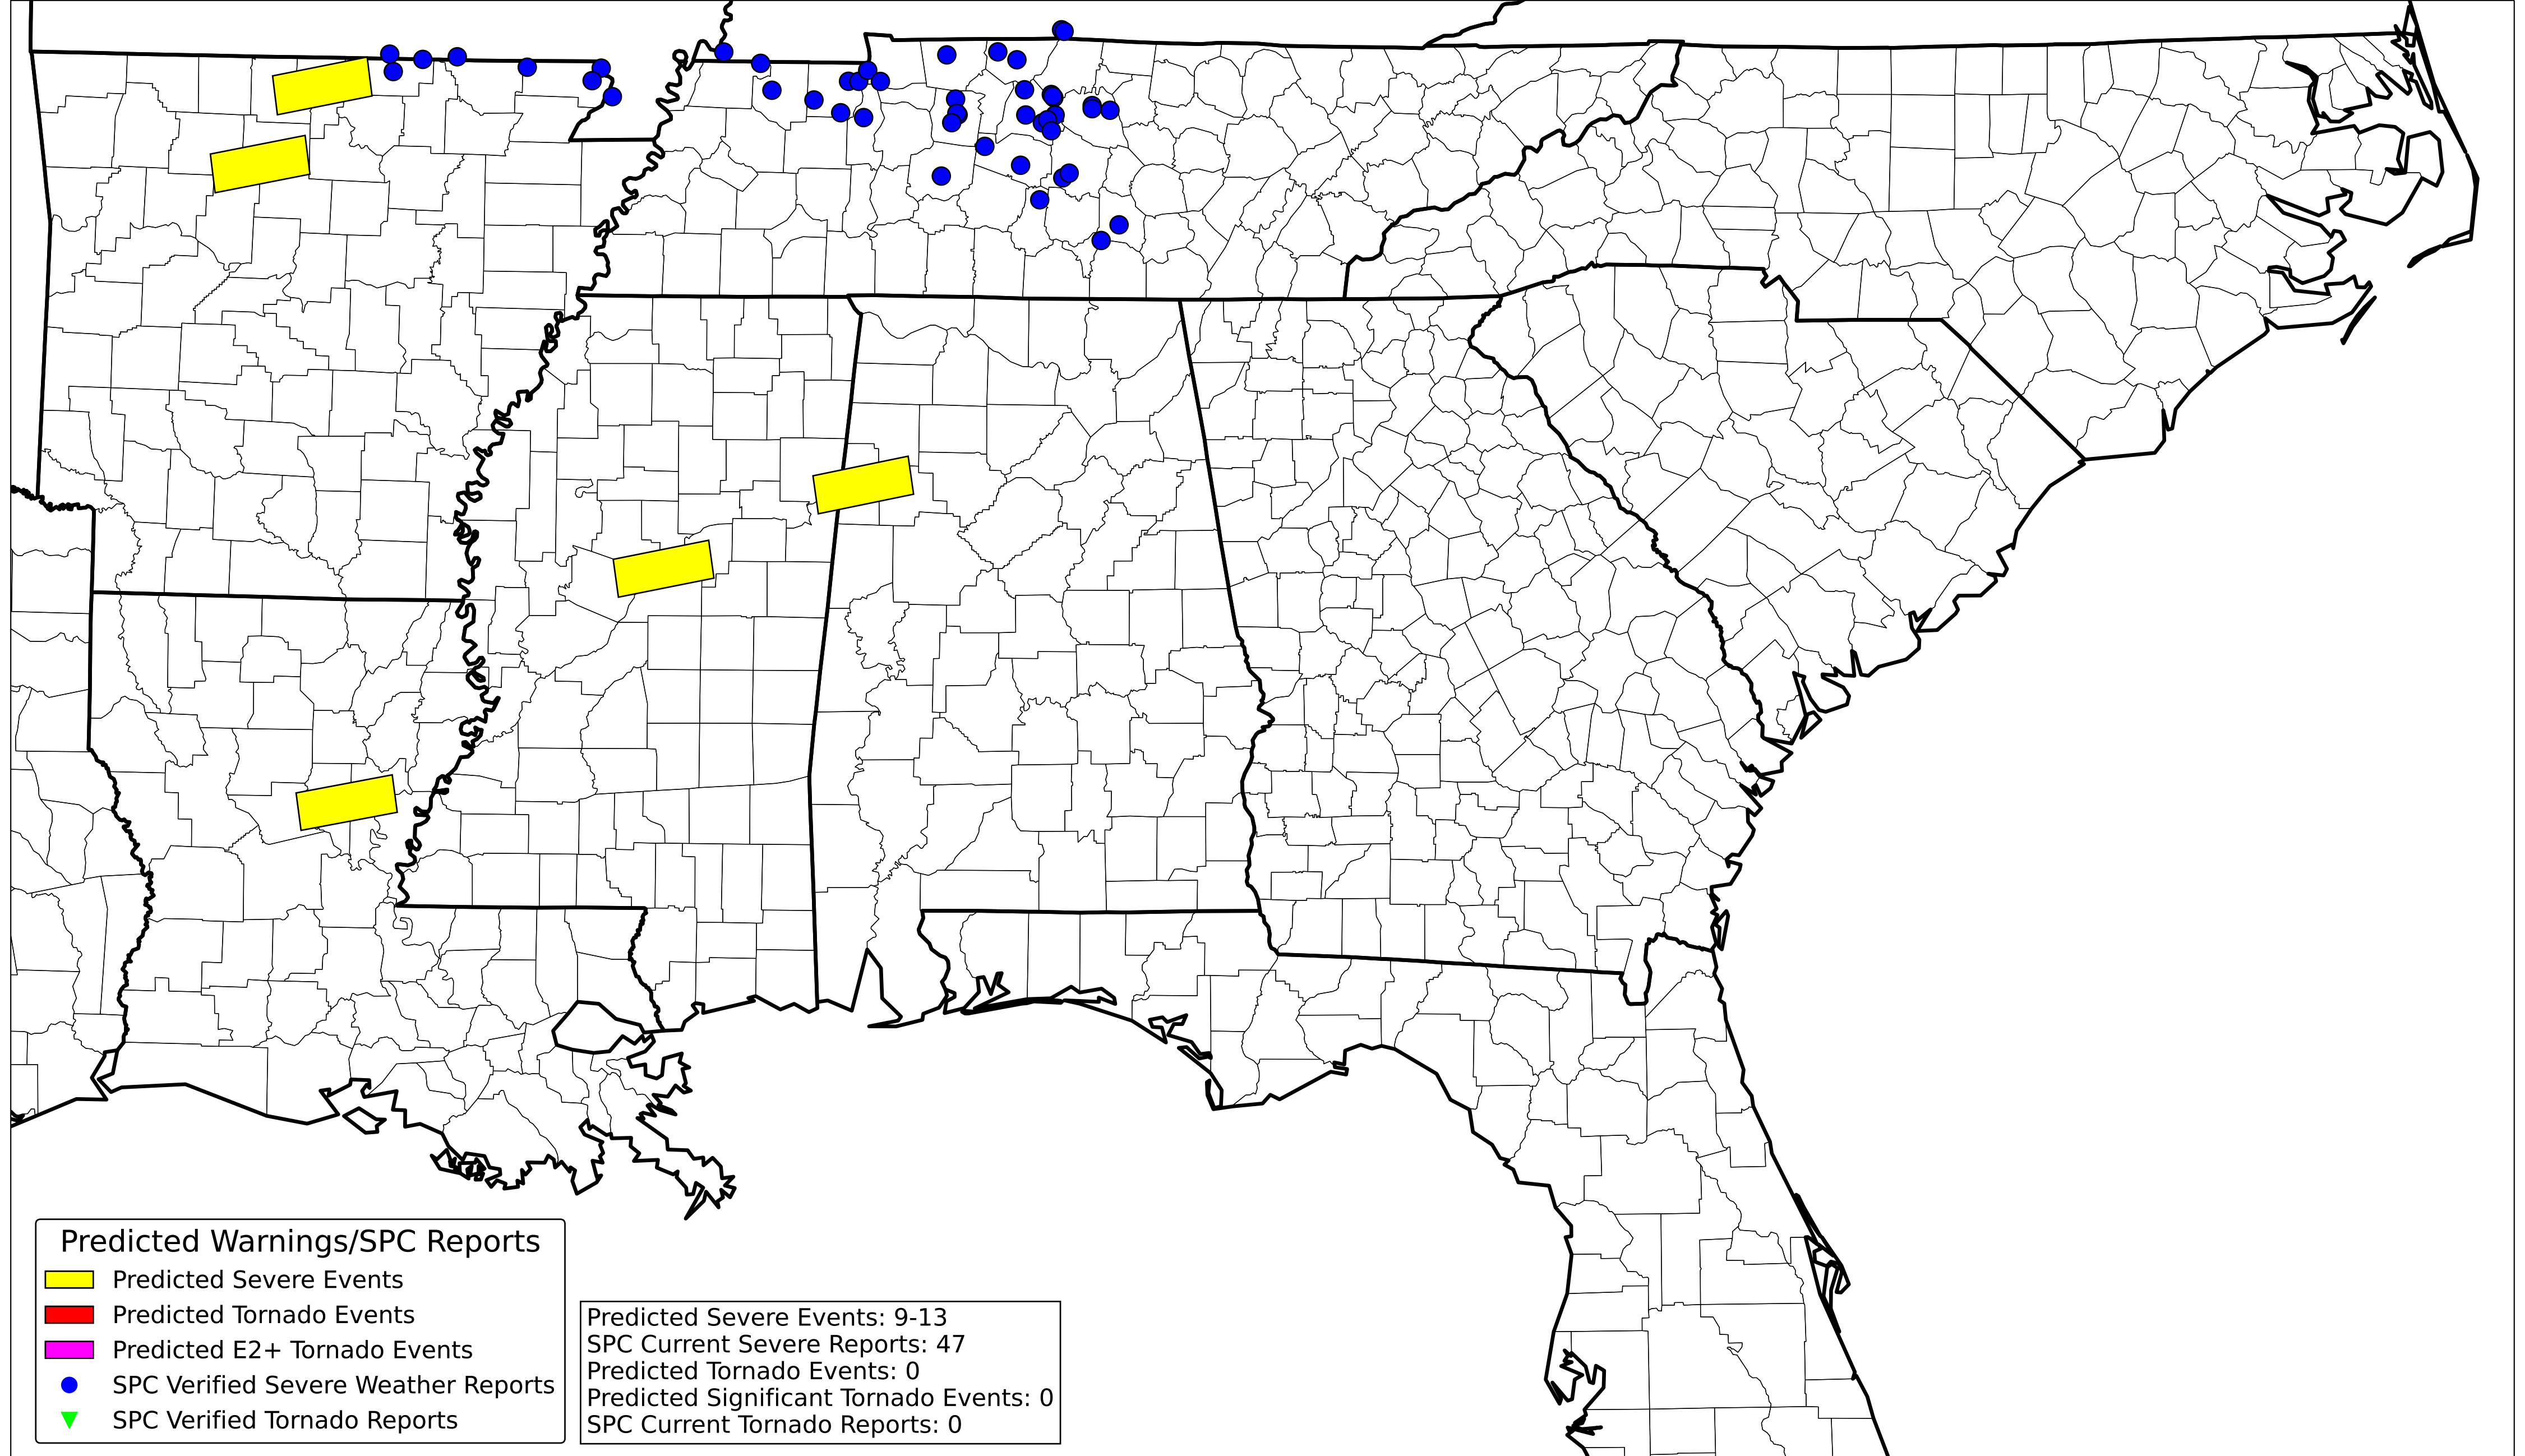 Predicted Warnings/SPC Reports
Predicted Severe Events
Predicted Tornado Events
Predicted E2+ Tornado Events
SPC Verified Severe Weather Reports
SPC Verified Tornado Reports
Predicted Severe Events: 9-13
SPC Current Severe Reports: 47
Predicted Tornado Events: 0
Predicted Significant Tornado Events: 0
SPC Current Tornado Reports: 0